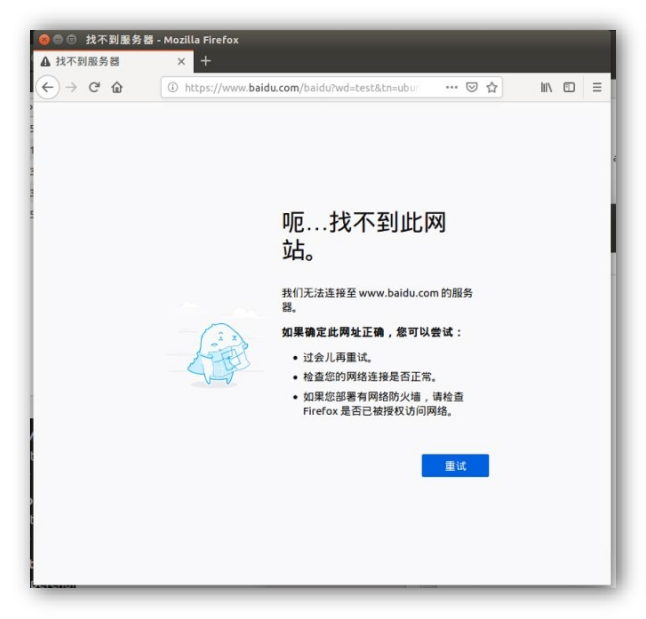 找不到服务器 - Mozilla Firefox
找不到服务器
https://www.baidu.com/baidu?wd=test&tn=ubu
呃...找不到此网
站。
我们无法连接至 www.baidu.com 的服务
器。
如果确定此网址正确，您可以尝试：
• 过会儿再重试。
• 检查您的网络连接是否正常。
• 如果您部署有网络防火墙，请检查
Firefox 是否已被授权访问网络。
重试